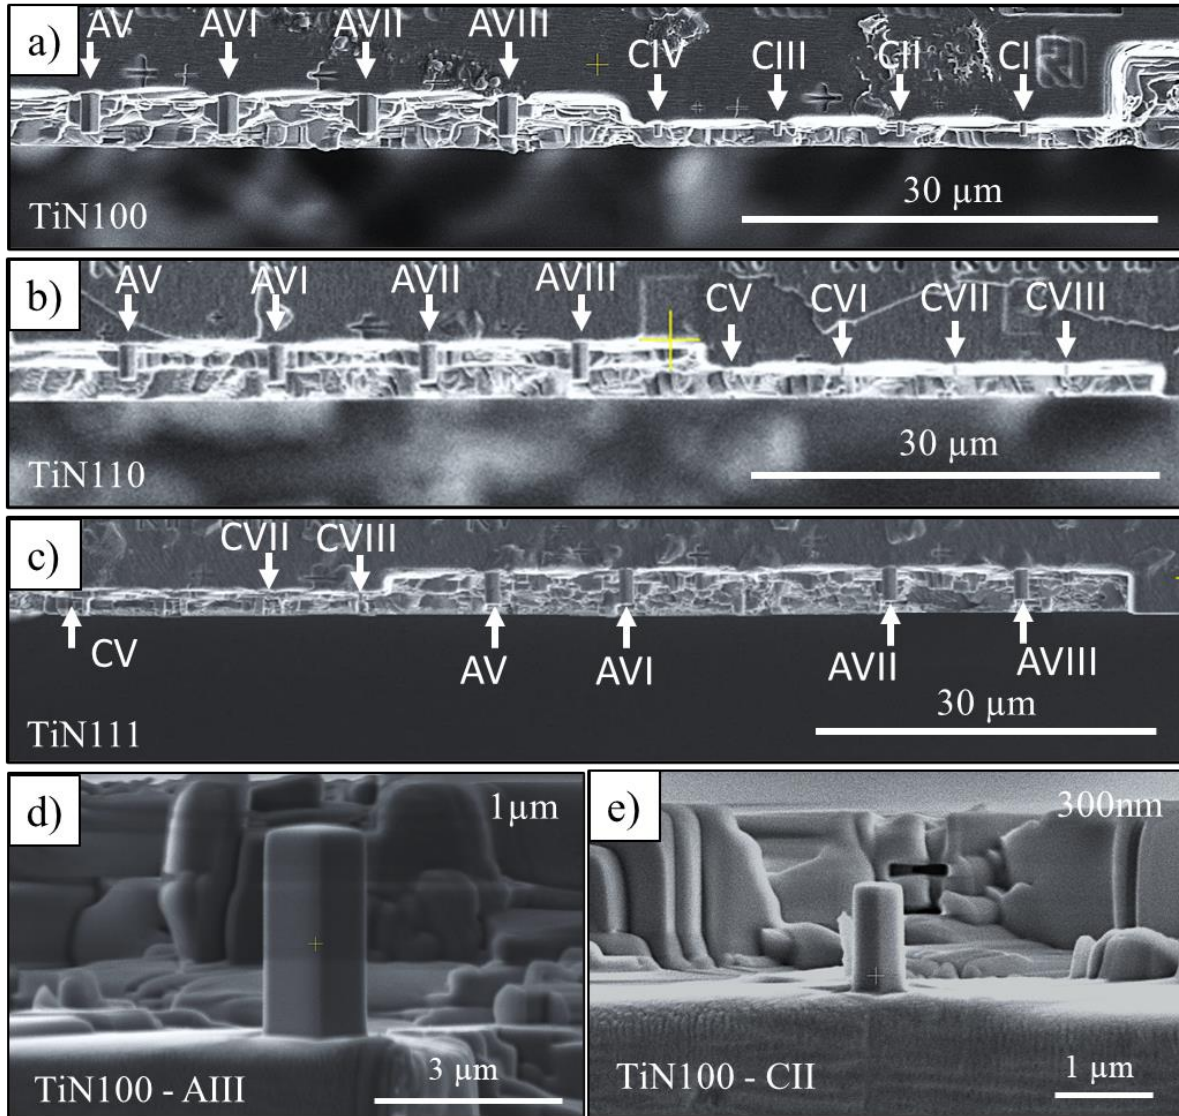 a)
AV AVI AVII AVIII CIV CIII CII CI
30 µm
TiN100
b)
AV AVI AVII AVIII CV CVI CVII CVIII
30 µm
TiN110
c)
CVII CVIII
CV AV AVI AVII AVIII
30 µm
TiN111
d)
1µm
3 µm
TiN100 - AIII
e)
300nm
1 µm
TiN100 - CII